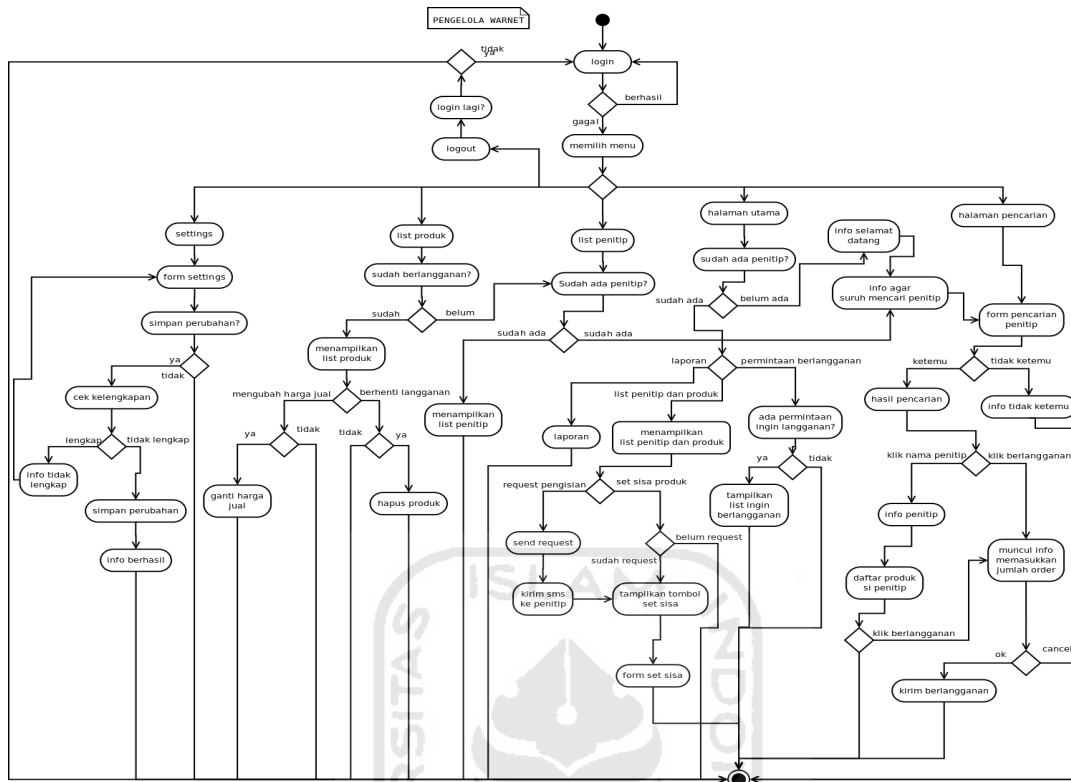 PENGELOLA WARNET
tidak
ya
login
login lagi?
berhasil
gagal
logout
memilih menu
settings
list produk
list penitip
halaman utama
info selamat
datang
halaman pencarian
form settings
sudah berlangganan?
Sudah ada penitip?
sudah ada penitip?
info agar
suruh mencari penitip
simpan perubahan?
sudah
belum
sudah ada
belum ada
form pencarian
penitip
sudah ada
sudah ada
menampilkan
list produk
ya
tidak
laporan
permintaan berlangganan
ketemu
tidak ketemu
cek kelengkapan
mengubah harga jual
berhenti langganan
list penitip dan produk
hasil pencarian
info tidak ketemu
menampilkan
list penitip
ada permintaan
ingin langganan?
lengkap
tidak lengkap
ya
tidak
tidak
ya
laporan
menampilkan
list penitip dan produk
klik nama penitip
klik berlangganan
info tidak
lengkap
request pengisian
set sisa produk
ya
tidak
ganti harga
jual
hapus produk
tampilkan
list ingin
berlangganan
simpan perubahan
info penitip
send request
belum request
sudah request
muncul info
memasukkan
jumlah order
info berhasil
kirim sms
ke penitip
tampilkan tombol
set sisa
daftar produk
si penitip
klik berlangganan
form set sisa
ok
cancel
kirim berlangganan
ISLAM
INDO
RSITAS